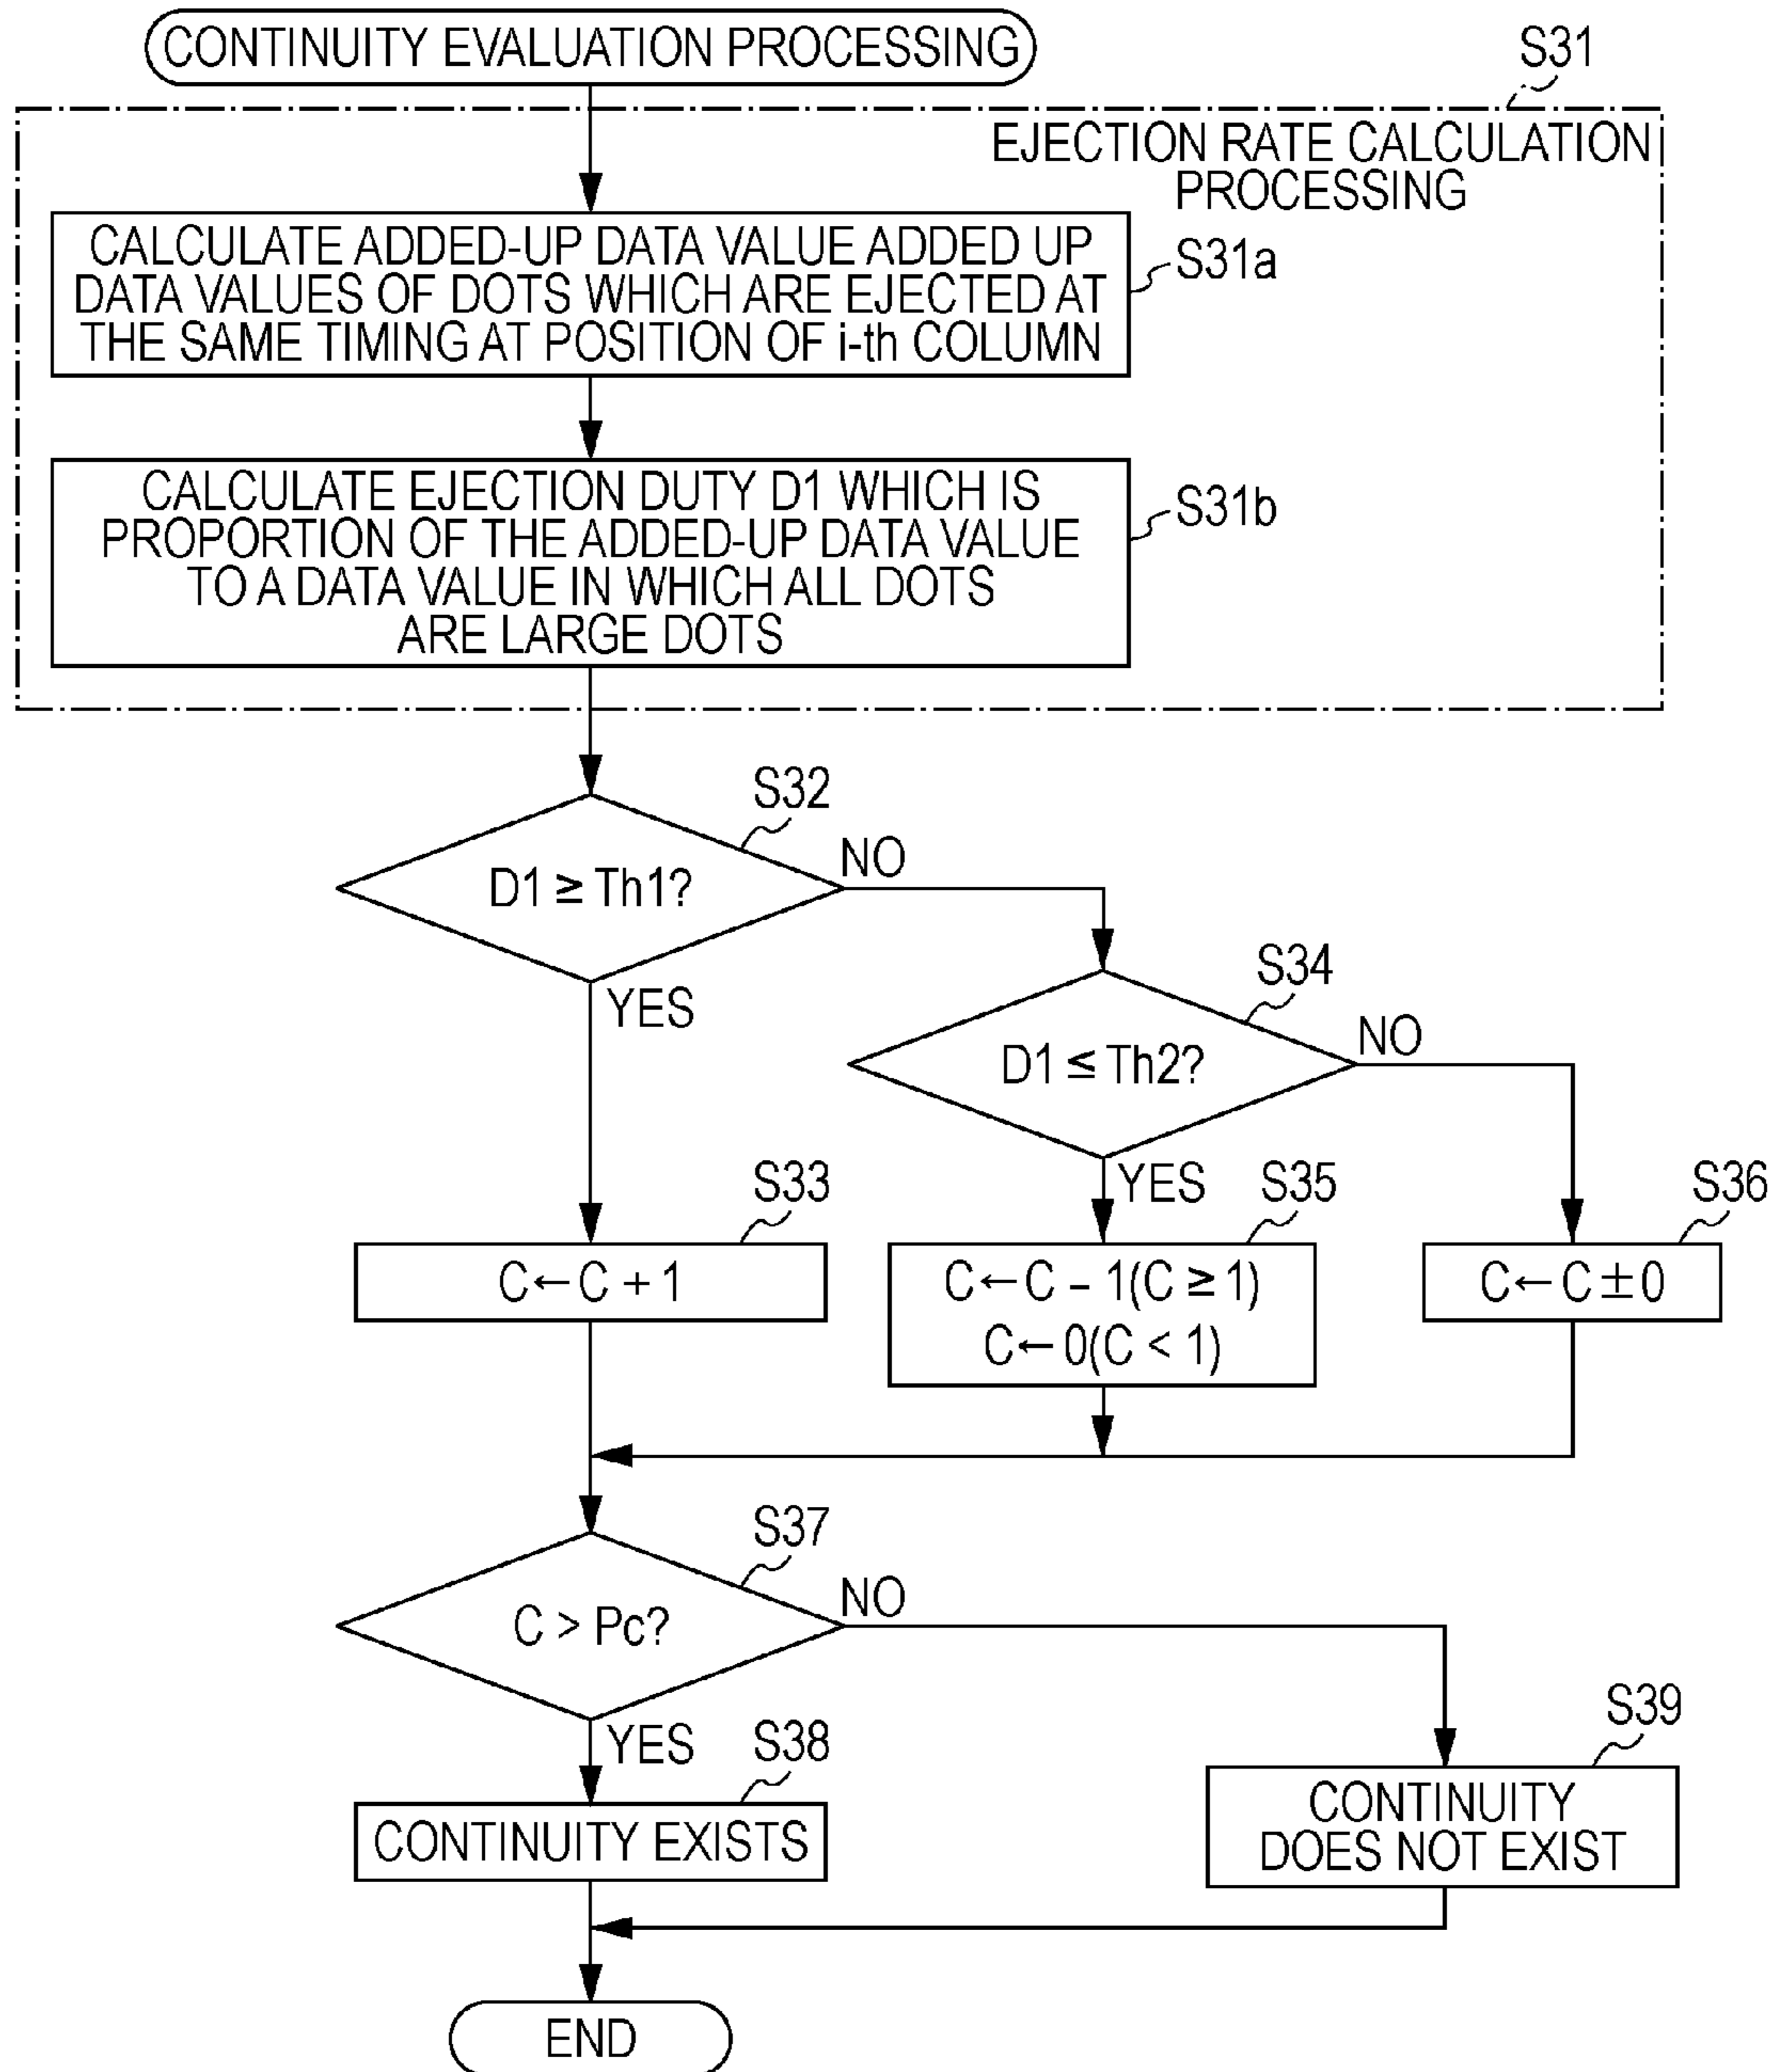 CONTINUITY EVALUATION PROCESSING
S31
EJECTION RATE CALCULATION
PROCESSING
CALCULATE ADDED-UP DATA VALUE ADDED UP
DATA VALUES OF DOTS WHICH ARE EJECTED AT
THE SAME TIMING AT POSITION OF i-th COLUMN
S31a
CALCULATE EJECTION DUTY D1 WHICH IS
PROPORTION OF THE ADDED-UP DATA VALUE
TO A DATA VALUE IN WHICH ALL DOTS
ARE LARGE DOTS
S31b
S32
D1 ≥ Th1?
NO
YES
S34
D1 ≤ Th2?
NO
YES
S33
C←C + 1
S35
C←C – 1(C ≥ 1)
C←0(C < 1)
S36
C←C±0
S37
C > Pc?
NO
YES
S38
CONTINUITY EXISTS
S39
CONTINUITY
DOES NOT EXIST
END